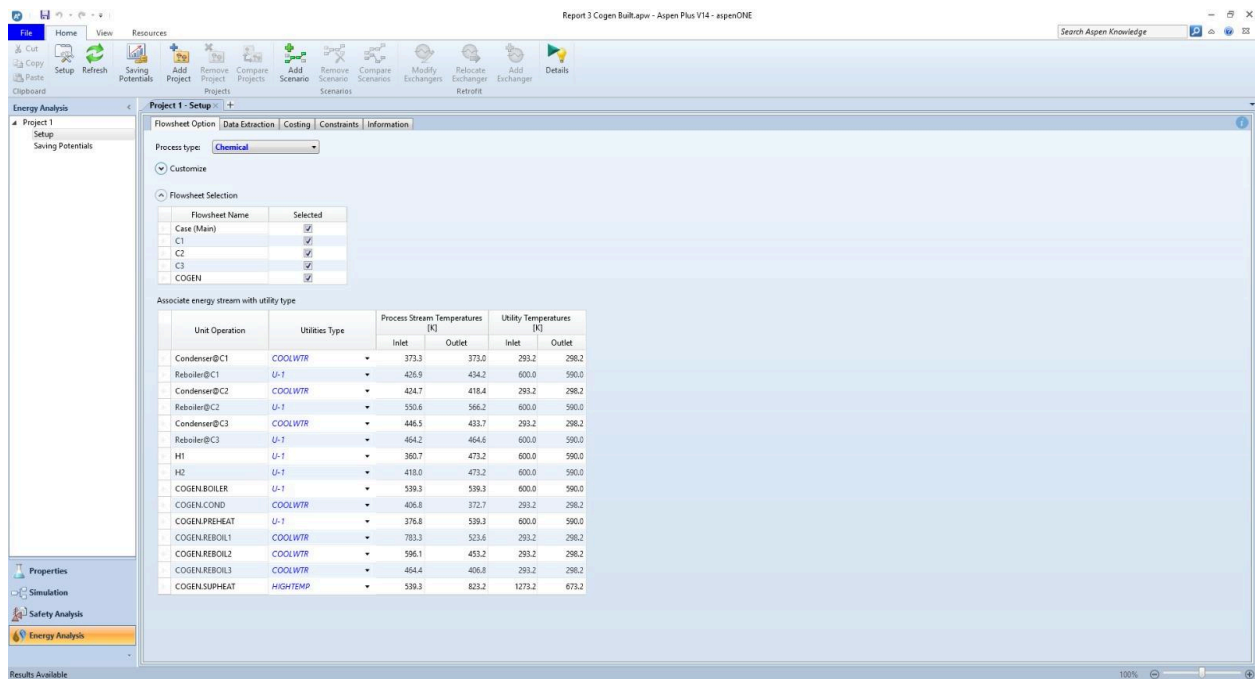 Report 3 Cogen Built.apw - Aspen Plus V14 - aspenONE
File Home View Resources Search Aspen Knowledge
Cut
Copy
Paste
Setup Refresh
Saving Potentials
Add Project
Remove Project
Compare Projects
Add Scenario
Remove Scenario
Compare Scenarios
Modify Exchangers
Relocate Exchanger
Add Exchanger
Details
Clipboard Projects Scenarios Retrofit
Energy Analysis
Project 1
Setup
Saving Potentials
Project 1 - Setup × +
Flowsheet Option Data Extraction Costing Constraints Information
Process type: Chemical
Customize
Flowsheet Selection
Flowsheet Name Selected
Case (Main)
C1
C2
C3
COGEN
Associate energy stream with utility type
Unit Operation Utilities Type Process Stream Temperatures [K] Utility Temperatures [K]
Inlet Outlet Inlet Outlet
Condenser@C1 COOLWTR 373.3 373.0 293.2 298.2
Reboiler@C1 U-1 426.9 434.2 600.0 590.0
Condenser@C2 COOLWTR 424.7 418.4 293.2 298.2
Reboiler@C2 U-1 550.6 566.2 600.0 590.0
Condenser@C3 COOLWTR 446.5 433.7 293.2 298.2
Reboiler@C3 U-1 464.2 464.6 600.0 590.0
H1 U-1 360.7 473.2 600.0 590.0
H2 U-1 418.0 473.2 600.0 590.0
COGEN.BOILER U-1 539.3 539.3 600.0 590.0
COGEN.COND COOLWTR 406.8 372.7 293.2 298.2
COGEN.PREHEAT U-1 376.8 539.3 600.0 590.0
COGEN.REBOIL1 COOLWTR 783.3 523.6 293.2 298.2
COGEN.REBOIL2 COOLWTR 596.1 453.2 293.2 298.2
COGEN.REBOIL3 COOLWTR 464.4 406.8 293.2 298.2
COGEN.SUPHEAT HIGHTEMP 539.3 823.2 1273.2 673.2
Properties
Simulation
Safety Analysis
Energy Analysis
Results Available 100%